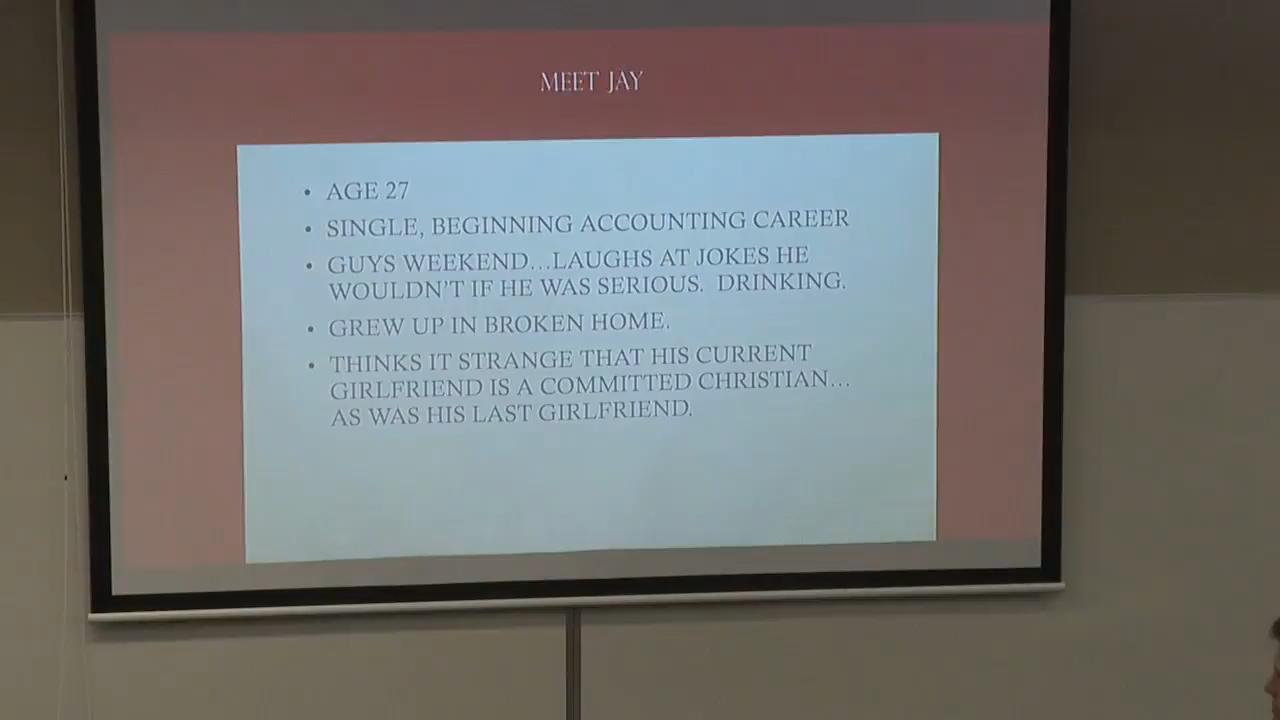 MEET JAY
• AGE 27
• SINGLE, BEGINNING ACCOUNTING CAREER
• GUYS WEEKEND...LAUGHS AT JOKES HE
WOULDN'T IF HE WAS SERIOUS. DRINKING.
• GREW UP IN BROKEN HOME.
• THINKS IT STRANGE THAT HIS CURRENT
GIRLFRIEND IS A COMMITTED CHRISTIAN...
AS WAS HIS LAST GIRLFRIEND.